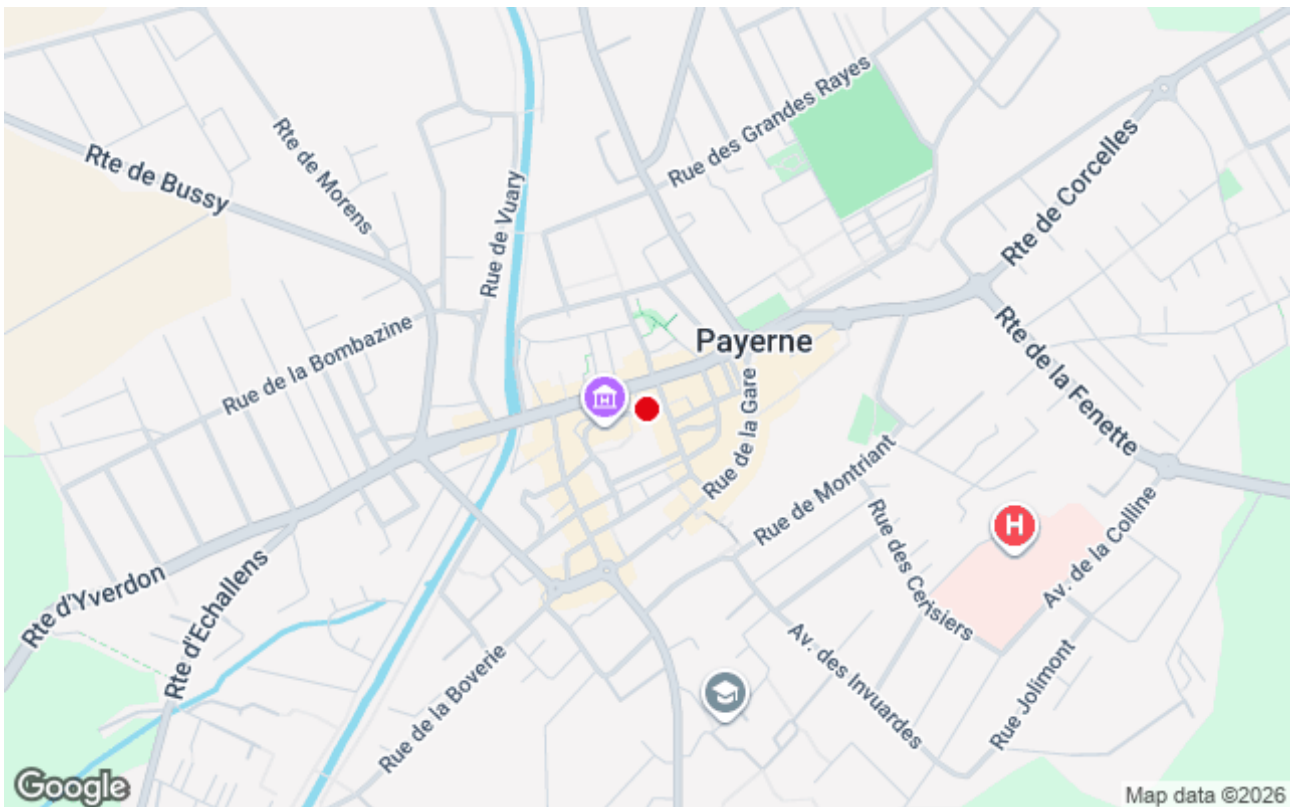 Rue des Grandes Rayes
Rte de Morens
Rte de Bussy
Rue de Vuary
Rte de Corcelles
Rue de la Bombazine
Payerne
Rte de la Fenette
Rue de la Gare
Rue de Montriant
H
H
Rue des Cerisiers
Av. de la Colline
Rte d'Yverdon
Rte d'Echallens
Av. des Invuardes
Rue Jolimont
Rue de la Boverie
Google
Map data ©2026